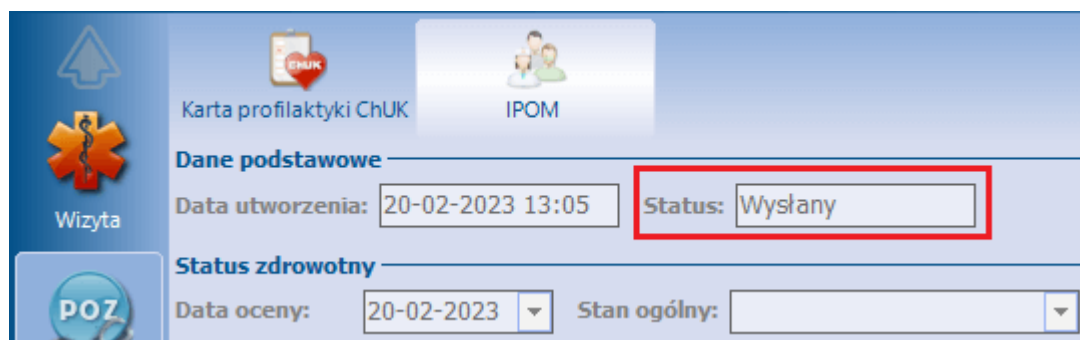 CHUK
Karta profilaktyki ChUK
IPOM
Dane podstawowe
Data utworzenia: 20-02-2023 13:05 Status: Wysłany
Wizyta
Status zdrowotny
POZ
Data oceny: 20-02-2023 Stan ogólny: